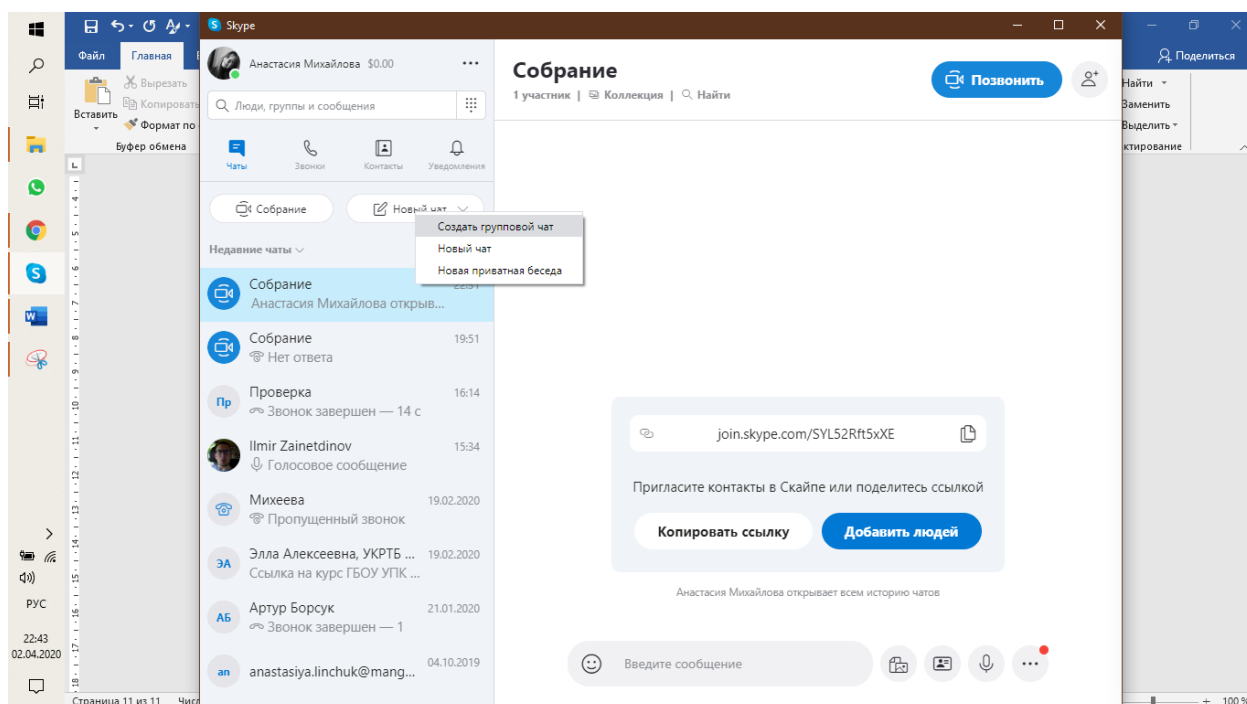 Skype
Файл Главная
Поделиться
Вырезать
Копировать
Вставить
Формат по
Буфер обмена
Найти
Заменить
Выделить
ктирование
Анастасия Михайлова $0.00
Люди, группы и сообщения
Чаты Звонки Контакты Уведомления
Собрание
Новый чат
Создать групповой чат
Новый чат
Новая приватная беседа
Недавние чаты
Собрание
Анастасия Михайлова открыв...
Собрание 19:51
Нет ответа
Пр Проверка 16:14
Звонок завершен — 14 с
Ilmir Zainetdinov 15:34
Голосовое сообщение
Михеева 19.02.2020
Пропущенный звонок
ЭА Элла Алексеевна, УКРТБ ... 19.02.2020
Ссылка на курс ГБОУ УПК ...
АБ Артур Борсук 21.01.2020
Звонок завершен — 1
an anastasiya.linchuk@mang... 04.10.2019
Собрание
1 участник | Коллекция | Найти
Позвонить
join.skype.com/SYL52Rft5xXE
Пригласите контакты в Скайпе или поделитесь ссылкой
Копировать ссылку Добавить людей
Анастасия Михайлова открывает всем историю чатов
Введите сообщение
РУС
22:43
02.04.2020
Страница 11 из 11 Числ
100 %